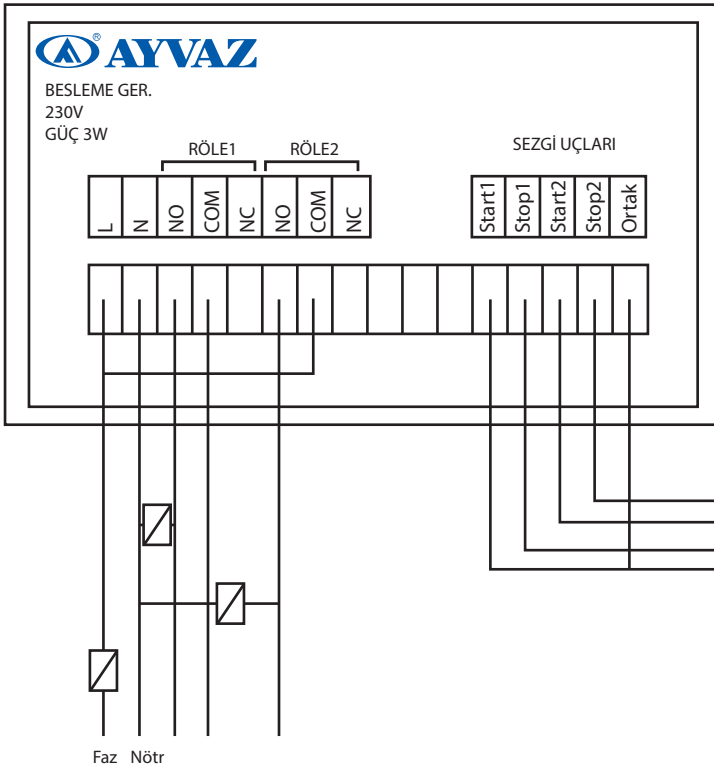 AYVAZ®
BESLEME GER.
230V
GÜÇ 3W
RÖLE1 RÖLE2 SEZGİ UÇLARI
L N NO COM NC NO COM NC Start1 Stop1 Start2 Stop2 Ortak
Faz Nötr